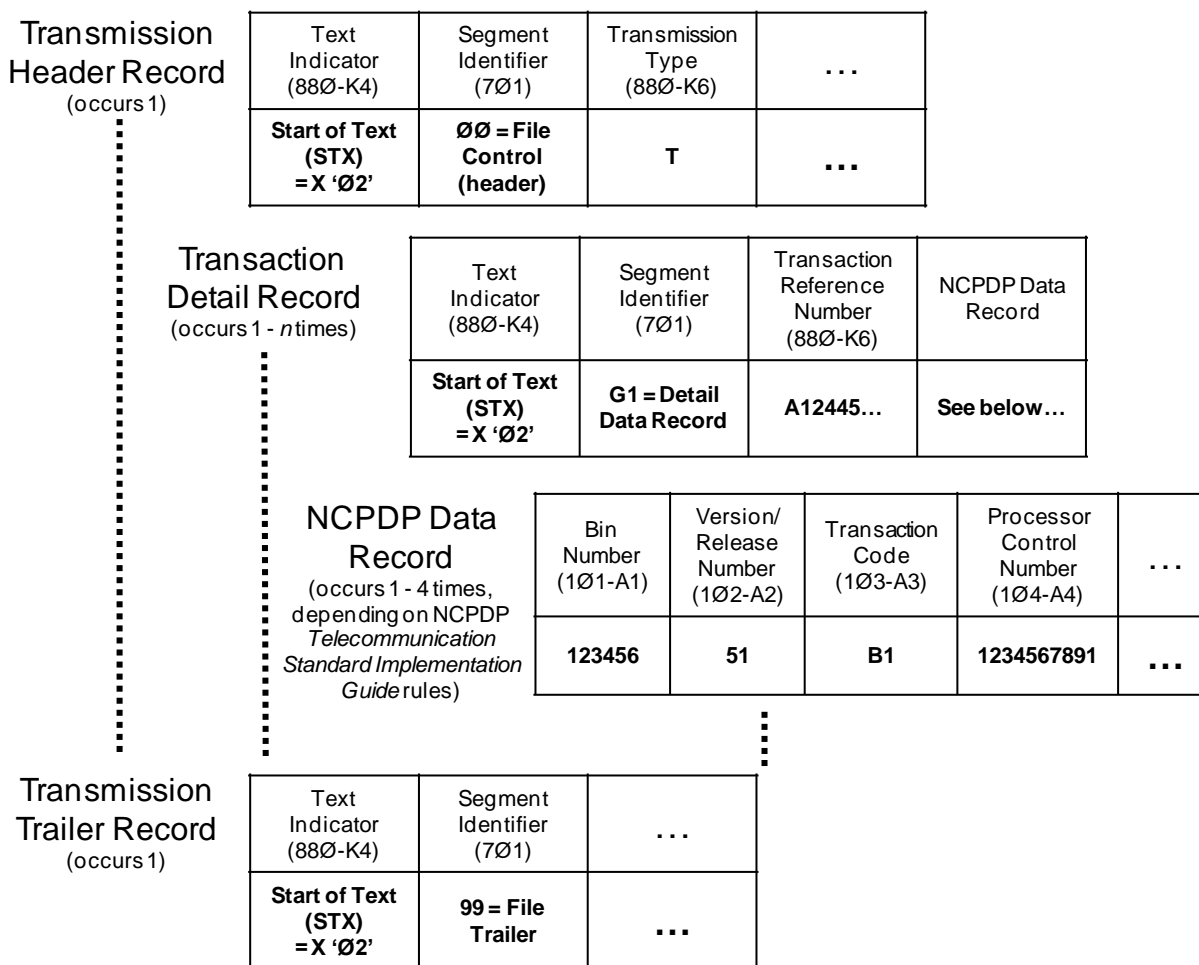 Transmission
Header Record
(occurs 1)
Text
Indicator
(88Ø-K4)
Segment
Identifier
(7Ø1)
Transmission
Type
(88Ø-K6)
...
Start of Text
(STX)
= X ‘Ø2’
ØØ = File
Control
(header)
T
...
Transaction
Detail Record
(occurs 1 - n times)
Text
Indicator
(88Ø-K4)
Segment
Identifier
(7Ø1)
Transaction
Reference
Number
(88Ø-K6)
NCPDP Data
Record
Start of Text
(STX)
= X ‘Ø2’
G1 = Detail
Data Record
A12445...
See below...
NCPDP Data
Record
(occurs 1 - 4 times,
depending on NCPDP
Telecommunication
Standard Implementation
Guide rules)
Bin
Number
(1Ø1-A1)
Version/
Release
Number
(1Ø2-A2)
Transaction
Code
(1Ø3-A3)
Processor
Control
Number
(1Ø4-A4)
...
123456
51
B1
1234567891
...
Transmission
Trailer Record
(occurs 1)
Text
Indicator
(88Ø-K4)
Segment
Identifier
(7Ø1)
...
Start of Text
(STX)
= X ‘Ø2’
99 = File
Trailer
...